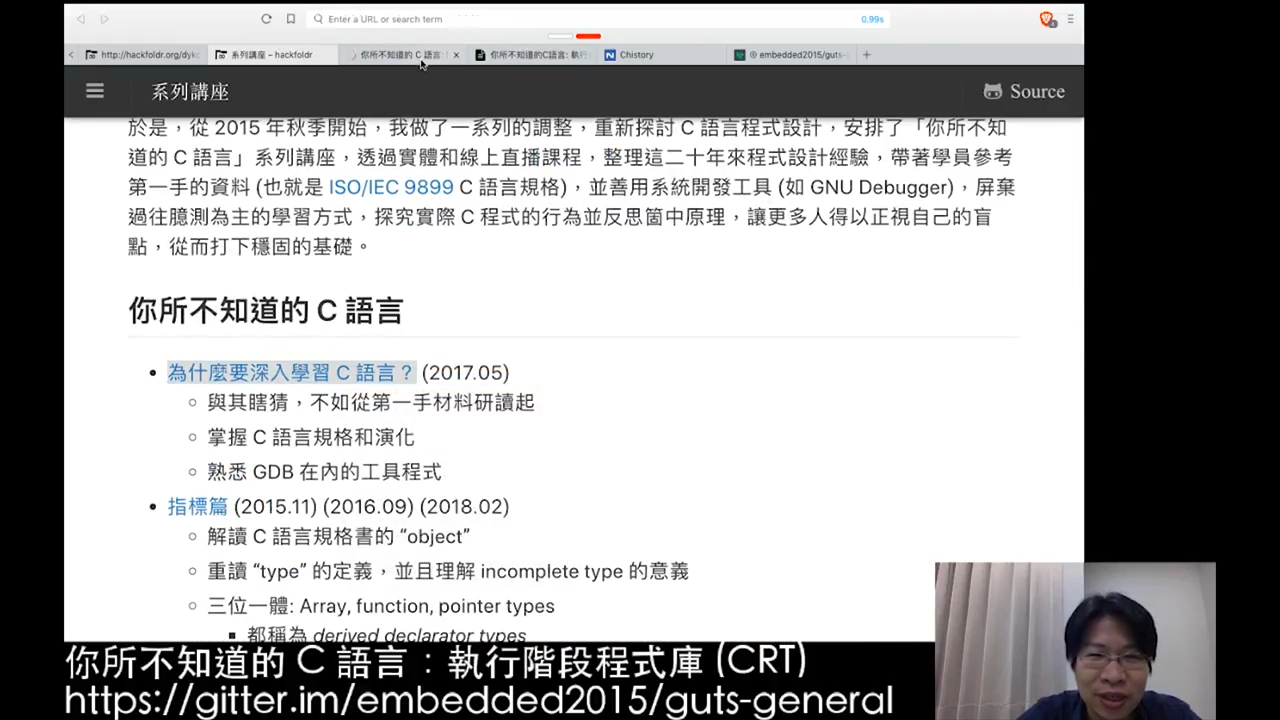 Enter a URL or search term
0.99s
http://hackfoldr.org/dyk
系列講座 – hackfoldr
你所不知道的 C 語言
你所不知道的C語言: 執行
Chistory
embedded2015/guts-
系列講座
Source
於是，從 2015 年秋季開始，我做了一系列的調整，重新探討 C 語言程式設計，安排了「你所不知
道的 C 語言」系列講座，透過實體和線上直播課程，整理這二十年來程式設計經驗，帶著學員參考
第一手的資料 (也就是 ISO/IEC 9899 C 語言規格)，並善用系統開發工具 (如 GNU Debugger)，屏棄
過往臆測為主的學習方式，探究實際 C 程式的行為並反思箇中原理，讓更多人得以正視自己的盲
點，從而打下穩固的基礎。
你所不知道的 C 語言
為什麼要深入學習 C 語言？ (2017.05)
與其瞎猜，不如從第一手材料研讀起
掌握 C 語言規格和演化
熟悉 GDB 在內的工具程式
指標篇 (2015.11) (2016.09) (2018.02)
解讀 C 語言規格書的 “object”
重讀 “type” 的定義，並且理解 incomplete type 的意義
三位一體: Array, function, pointer types
都稱為 derived declarator types
你所不知道的 C 語言：執行階段程式庫 (CRT)
https://gitter.im/embedded2015/guts-general